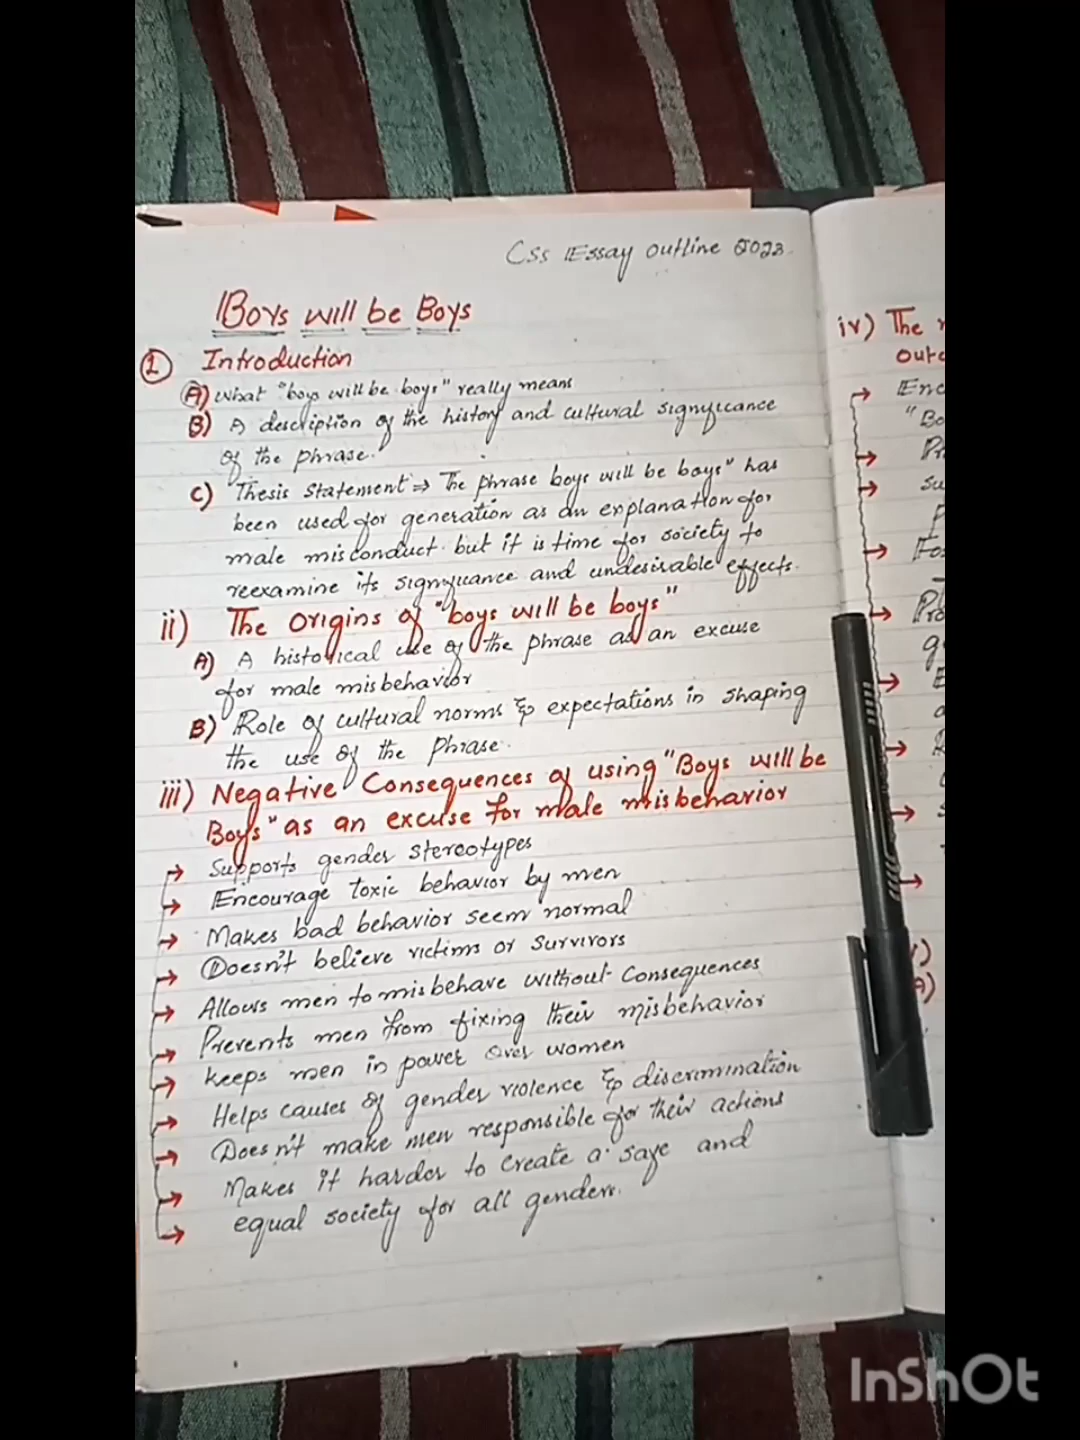 Css Essay outline 2023.
Boys will be Boys
1 Introduction
A) What "boys will be boys" really means
B) A description of the history and cultural significance
of the phrase.
C) Thesis statement ⇒ The phrase boys will be boys" has
been used for generation as an explanation for
male misconduct. but it is time for society to
reexamine its significance and undesirable effects.
ii) The origins of "boys will be boys"
A) A historical use of the phrase as an excuse
for male misbehavior
B) Role of cultural norms & expectations in shaping
the use of the phrase.
iii) Negative Consequences of using "Boys will be
Boys" as an excuse for male misbehavior
→ Supports gender stereotypes
→ Encourage toxic behavior by men
→ Makes bad behavior seem normal
→ Doesn't believe victims or survivors
→ Allows men to misbehave without consequences
→ Prevents men from fixing their misbehavior
→ keeps men in power over women
→ Helps causes of gender violence & discrimination
→ Doesn't make men responsible for their actions
→ Makes it harder to create a safe and
→ equal society for all genders.
iv) The
outc
→ Enc
"Bo
→ Pr
→ su
→ Fo
→ Pro
g
→ E
→ R
→ s
A)
InShOt